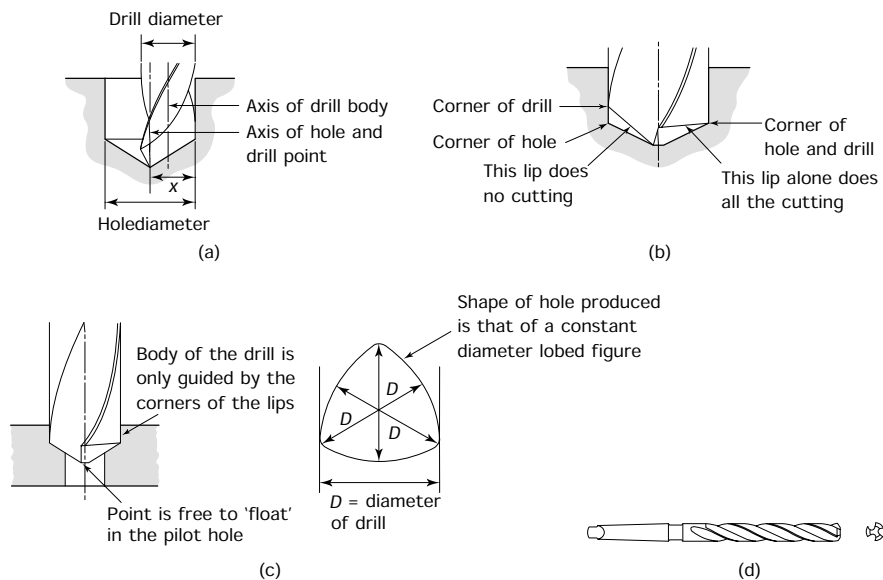 Drill diameter
Axis of drill body
Axis of hole and
drill point
x
Holediameter
(a)
Corner of drill
Corner of hole
This lip does
no cutting
Corner of
hole and drill
This lip alone does
all the cutting
(b)
Body of the drill is
only guided by the
corners of the lips
Point is free to ‘float’
in the pilot hole
Shape of hole produced
is that of a constant
diameter lobed figure
D
D
D
D = diameter
of drill
(c)
(d)